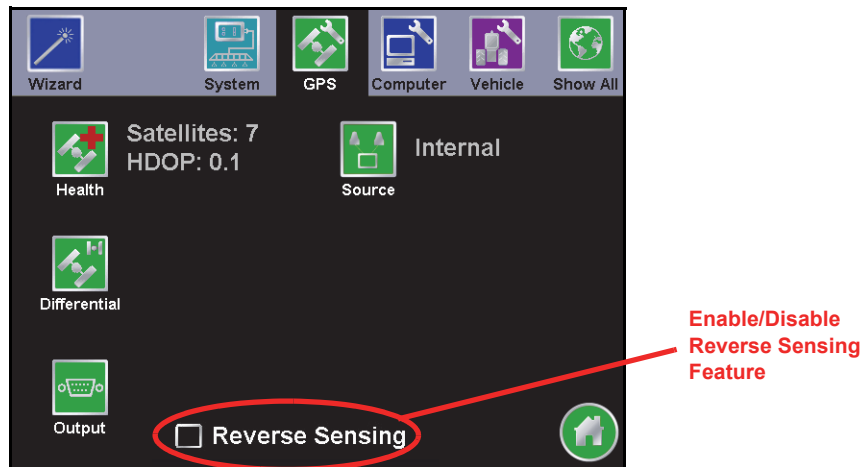 Wizard System GPS Computer Vehicle Show All
Satellites: 7
HDOP: 0.1
Internal
Health
Source
Differential
Enable/Disable
Reverse Sensing
Feature
Output
Reverse Sensing